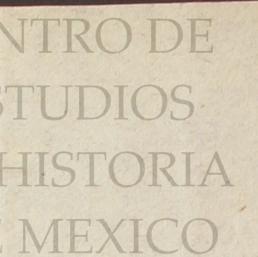 NTRO DE
STUDIOS
HISTORIA
E MEXICO